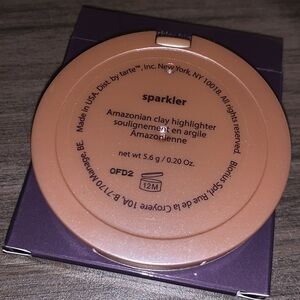 Made in USA. Dist. by tarte™, Inc. New York, NY 10018. All rights reserved.
sparkler
Amazonian clay highlighter
soulignement en argile
Amazonienne
net wt 5.6 g / 0.20 Oz.
OFD2
12M
Biorius Sprl, Rue de la Croyere 10A, B-7170 Manage, BE.